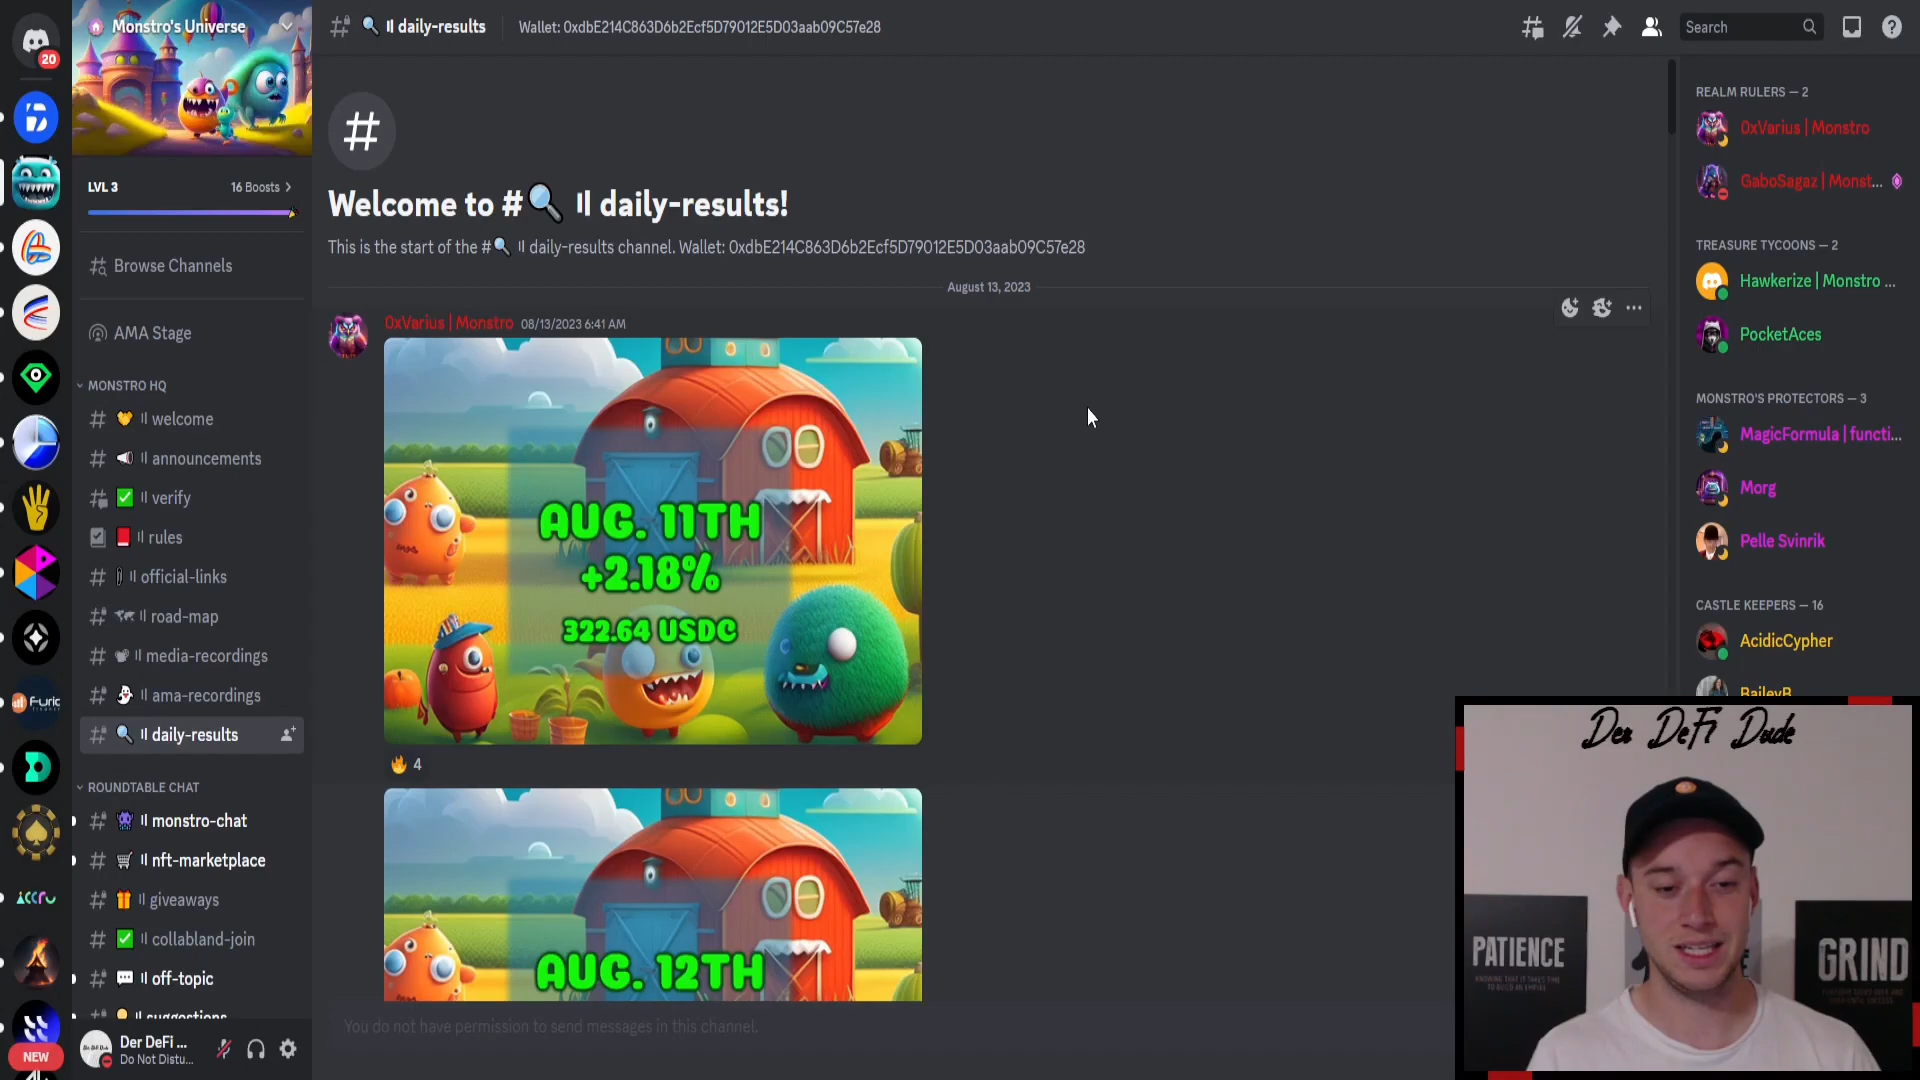 20
NEW
Furic
Accru
Monstro's Universe
LVL 3
16 Boosts
Browse Channels
AMA Stage
MONSTRO HQ
welcome
announcements
verify
rules
official-links
road-map
media-recordings
ama-recordings
daily-results
ROUNDTABLE CHAT
monstro-chat
nft-marketplace
giveaways
collabland-join
off-topic
suggestions
Der DeFi ...
Do Not Distu...
daily-results
Wallet: 0xdbE214C863D6b2Ecf5D79012E5D03aab09C57e28
Search
Welcome to # daily-results!
This is the start of the # daily-results channel. Wallet: 0xdbE214C863D6b2Ecf5D79012E5D03aab09C57e28
August 13, 2023
0xVarius | Monstro 08/13/2023 6:41 AM
AUG. 11TH
+2.18%
322.64 USDC
4
AUG. 12TH
You do not have permission to send messages in this channel.
REALM RULERS — 2
0xVarius | Monstro
GaboSagaz | Monst...
TREASURE TYCOONS — 2
Hawkerize | Monstro ...
PocketAces
MONSTRO'S PROTECTORS — 3
MagicFormula | functi...
Morg
Pelle Svinrik
CASTLE KEEPERS — 16
AcidicCypher
BaileyB
Der DeFi Dude
PATIENCE
GRIND